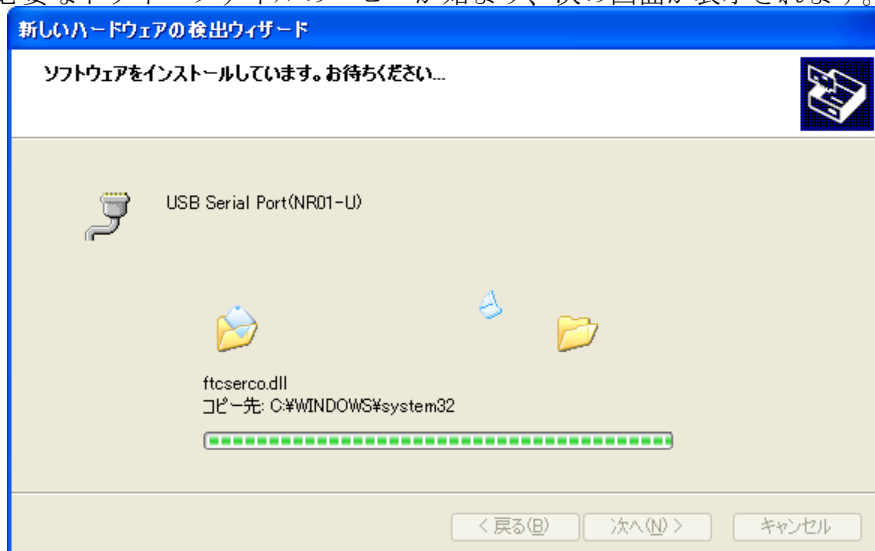 新しいハードウェアの検出ウィザード
ソフトウェアをインストールしています。お待ちください...
USB Serial Port(NR01-U)
ftcserco.dll
コピー先: C:¥WINDOWS¥system32
< 戻る(B) 次へ(N) > キャンセル